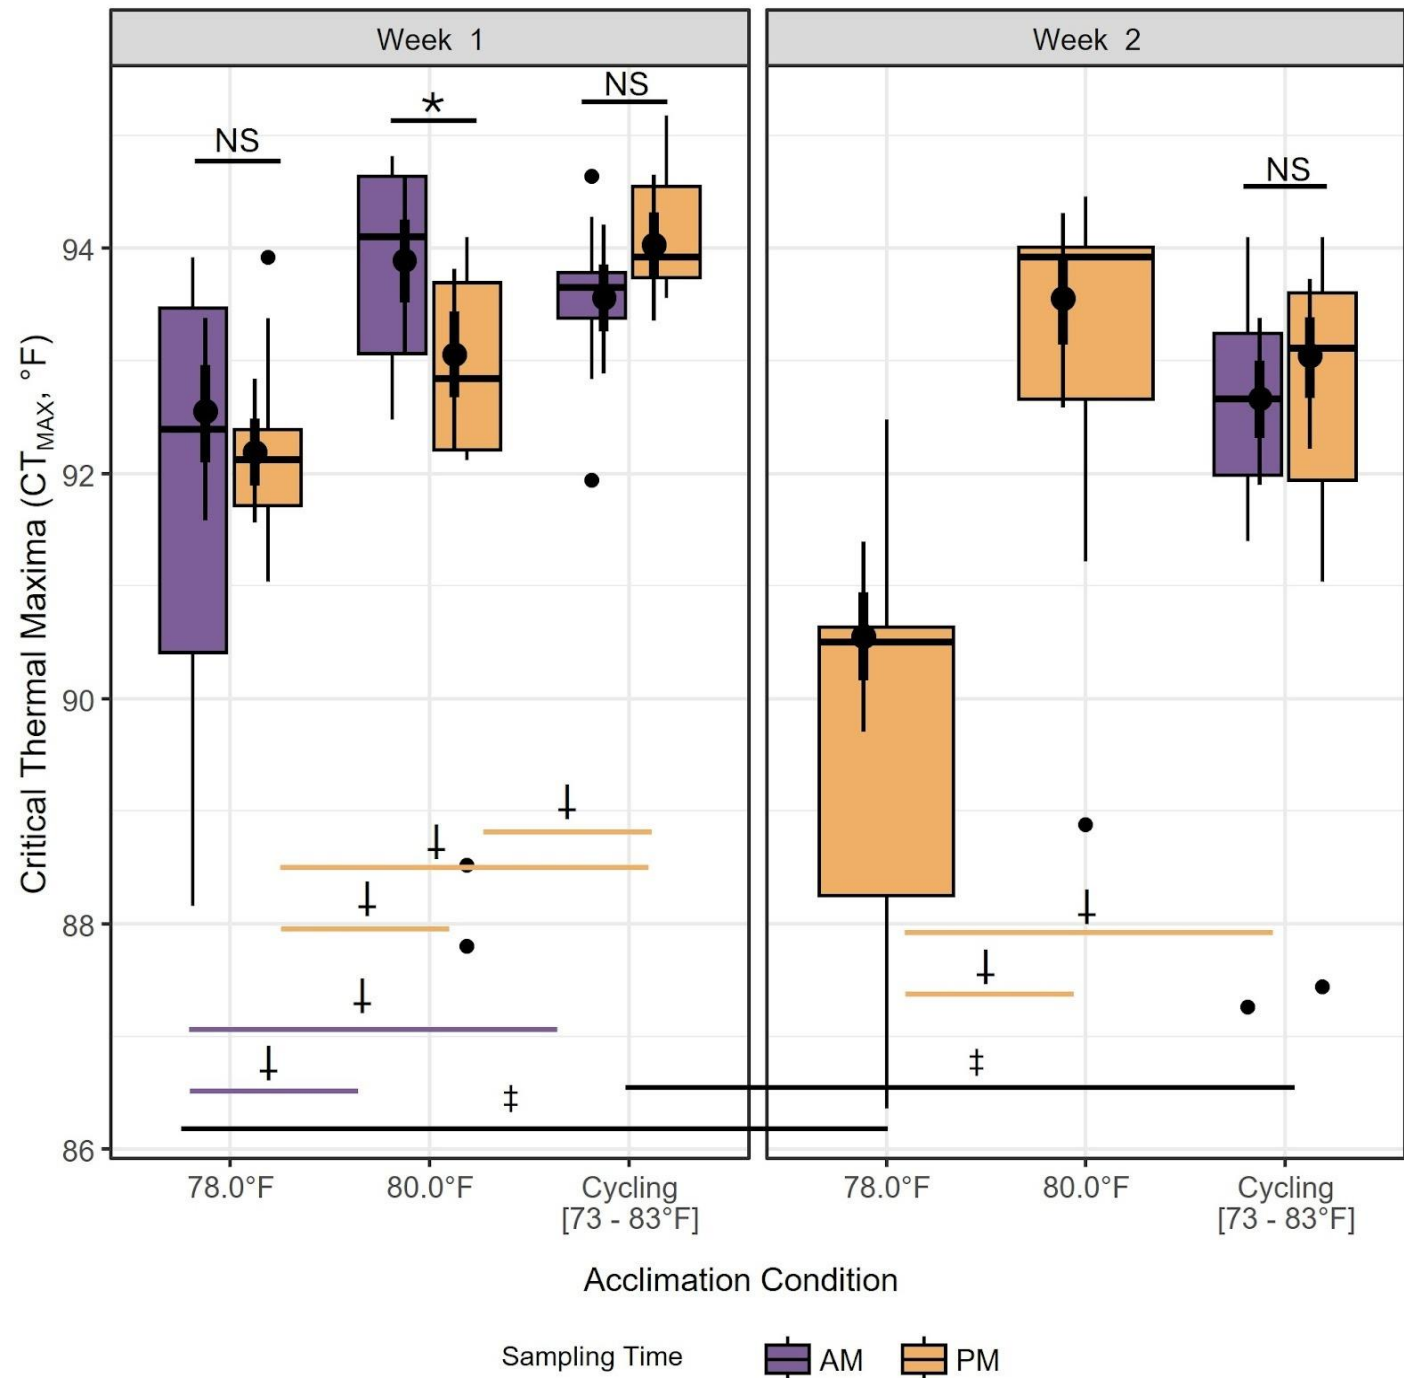 Week 1
Week 2
NS
*
NS
NS
94
92
90
88
86
Critical Thermal Maxima (CTMAX, °F)
†
†
†
†
†
‡
†
†
‡
78.0°F
80.0°F
Cycling
[73 - 83°F]
78.0°F
80.0°F
Cycling
[73 - 83°F]
Acclimation Condition
Sampling Time AM PM